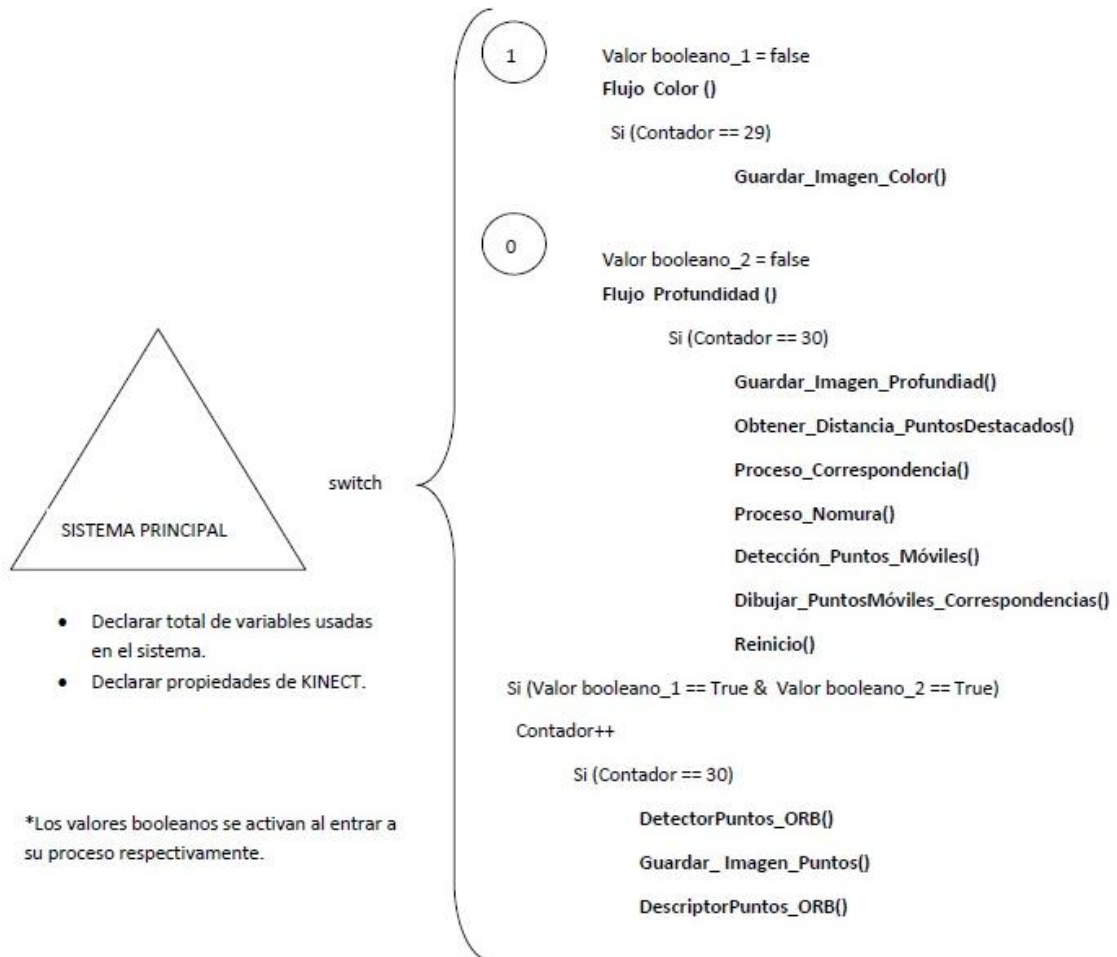 1
Valor booleano_1 = false
Flujo Color ()
Si (Contador == 29)
Guardar_Imagen_Color()
0
Valor booleano_2 = false
Flujo Profundidad ()
Si (Contador == 30)
Guardar_Imagen_Profundiad()
Obtener_Distancia_PuntosDestacados()
Proceso_Correspondencia()
Proceso_Nomura()
Detección_Puntos_Móviles()
Dibujar_PuntosMóviles_Correspondencias()
Reinicio()
Si (Valor booleano_1 == True & Valor booleano_2 == True)
Contador++
Si (Contador == 30)
DetectorPuntos_ORB()
Guardar_ Imagen_Puntos()
DescriptorPuntos_ORB()
switch
SISTEMA PRINCIPAL
• Declarar total de variables usadas
en el sistema.
• Declarar propiedades de KINECT.
*Los valores booleanos se activan al entrar a
su proceso respectivamente.